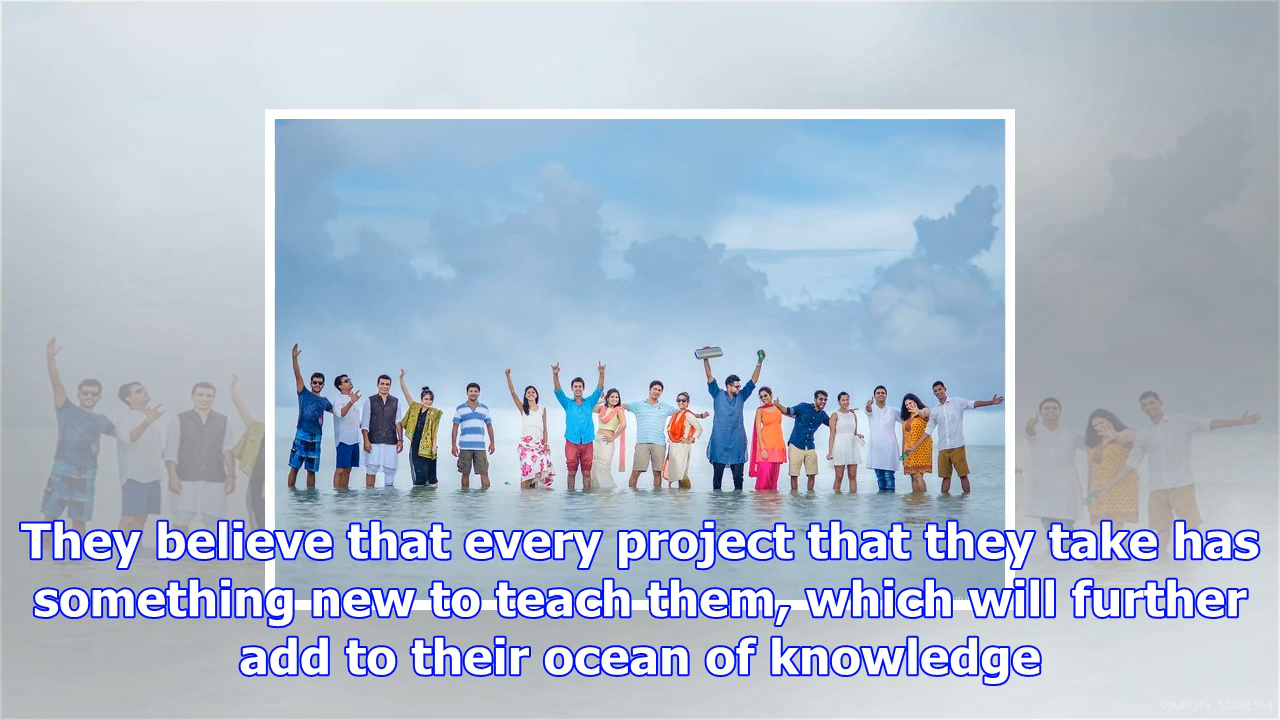 They believe that every project that they take has
something new to teach them, which will further
add to their ocean of knowledge
VARUN SURESH